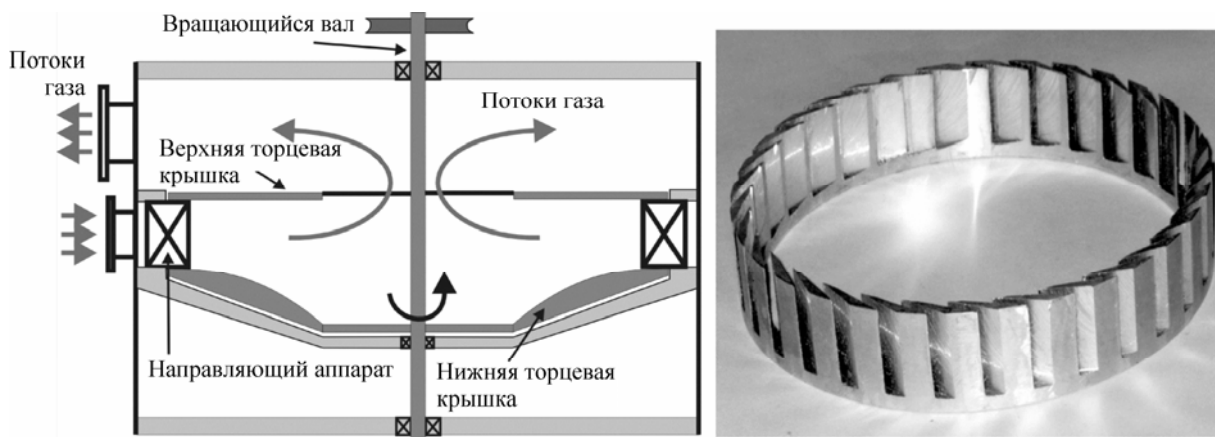 Вращающийся вал
Потоки
газа
Потоки газа
Верхняя торцевая
крышка
Направляющий аппарат
Нижняя торцевая
крышка